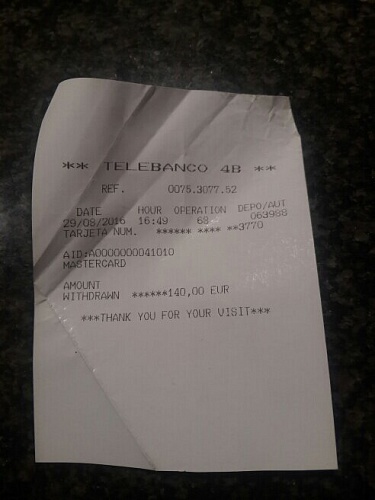 ** TELEBANCO 4B **
REF. 0075.3077.52
DATE HOUR OPERATION DEPO/AUT
29/08/2016 16:49 68 063988
TARJETA NUM. ****** **** **3770
AID:A0000000041010
MASTERCARD
AMOUNT
WITHDRAWN ******140,00 EUR
***THANK YOU FOR YOUR VISIT***